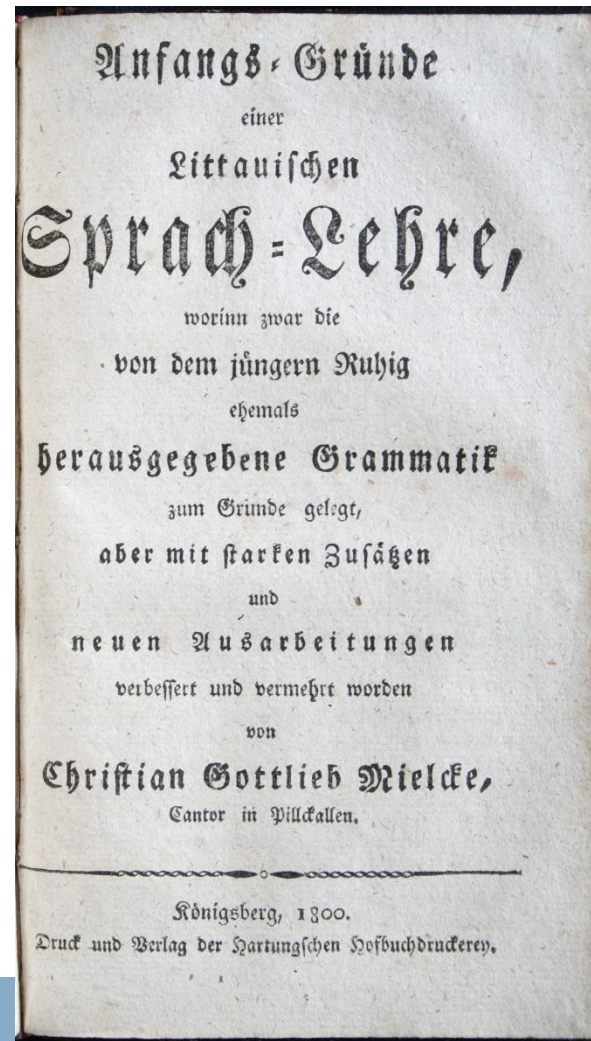 Anfangs-Gründe
einer
Littauischen
Sprach-Lehre,
worinn zwar die
von dem jüngern Ruhig
ehemals
herausgegebene Grammatik
zum Grunde gelegt,
aber mit starken Zusätzen
und
neuen Ausarbeitungen
verbessert und vermehrt worden
von
Christian Gottlieb Mielcke,
Cantor in Pillckallen.
Königsberg, 1800.
Druck und Verlag der Hartungschen Hofbuchdruckerey.